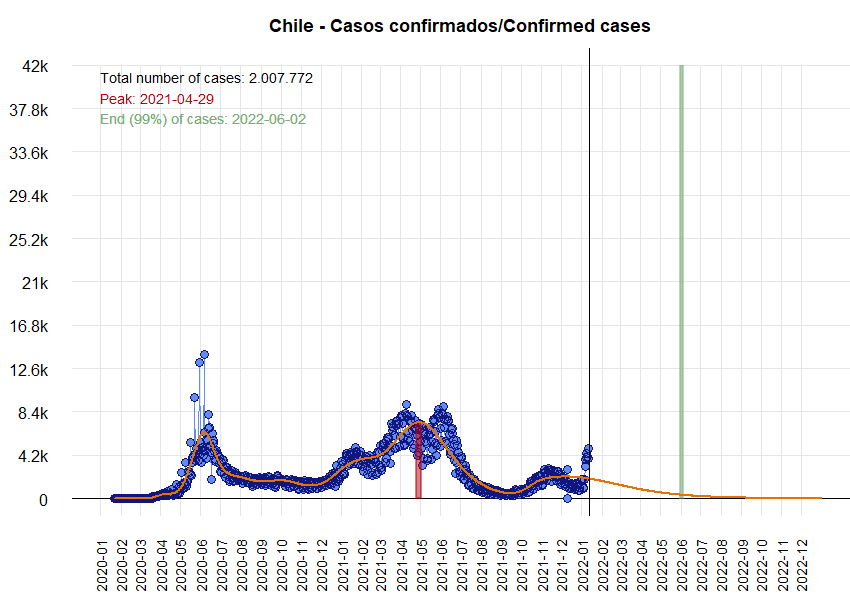 Chile - Casos confirmados/Confirmed cases
42k
Total number of cases: 2.007.772
Peak: 2021-04-29
End (99%) of cases: 2022-06-02
37.8k
33.6k
29.4k
25.2k
21k
16.8k
12.6k
8.4k
4.2k
0
2020-01
2020-02
2020-03
2020-04
2020-05
2020-06
2020-07
2020-08
2020-09
2020-10
2020-11
2020-12
2021-01
2021-02
2021-03
2021-04
2021-05
2021-06
2021-07
2021-08
2021-09
2021-10
2021-11
2021-12
2022-01
2022-02
2022-03
2022-04
2022-05
2022-06
2022-07
2022-08
2022-09
2022-10
2022-11
2022-12